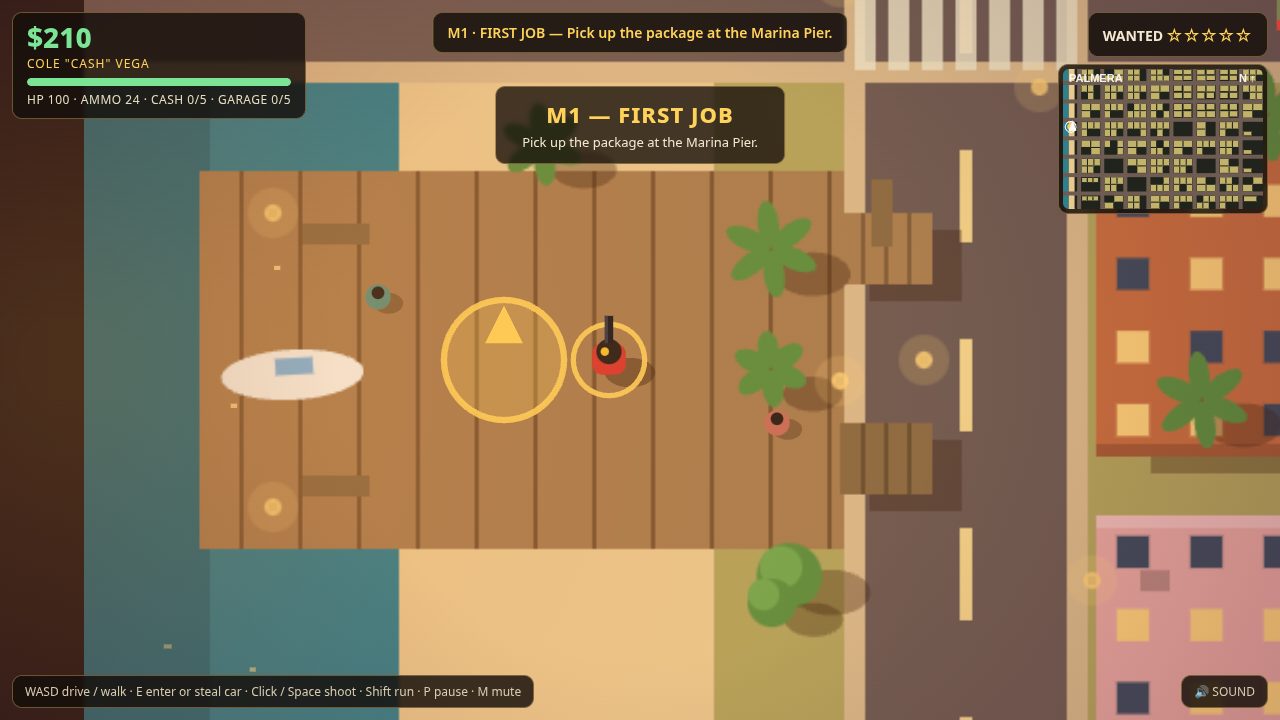 $210
COLE "CASH" VEGA
HP 100 · AMMO 24 · CASH 0/5 · GARAGE 0/5
M1 · FIRST JOB — Pick up the package at the Marina Pier.
WANTED ☆☆☆☆☆
PALMERA
N↑
M1 — FIRST JOB
Pick up the package at the Marina Pier.
WASD drive / walk · E enter or steal car · Click / Space shoot · Shift run · P pause · M mute
🔊 SOUND